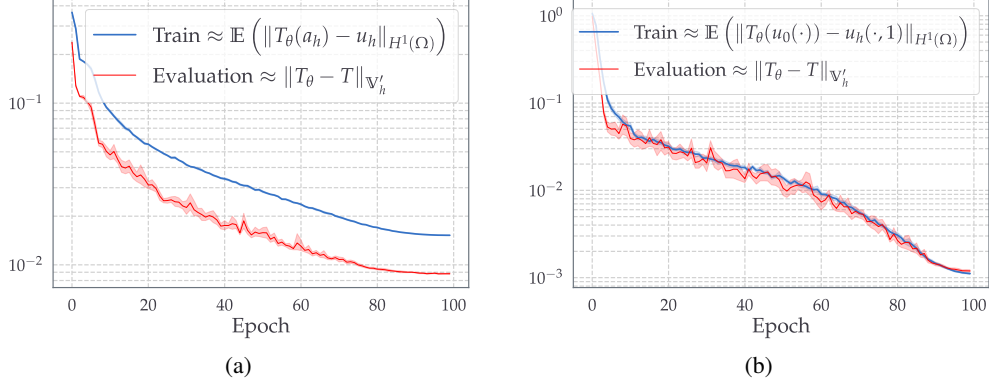 Train ≈ 𝔼 (‖T_θ(a_h) − u_h‖_{H¹(Ω)})
Evaluation ≈ ‖T_θ − T‖_{𝕍′_h}
10⁻¹
10⁻²
0 20 40 60 80 100
Epoch
(a)
10⁰
Train ≈ 𝔼 (‖T_θ(u₀(·)) − u_h(·, 1)‖_{H¹(Ω)})
Evaluation ≈ ‖T_θ − T‖_{𝕍′_h}
10⁻¹
10⁻²
10⁻³
0 20 40 60 80 100
Epoch
(b)